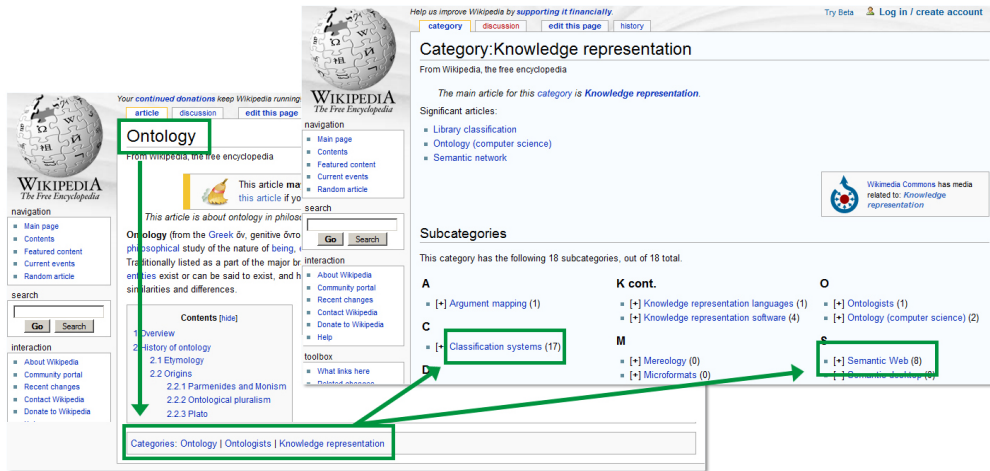 Help us improve Wikipedia by supporting it financially.
Try Beta
Log in / create account
category
discussion
edit this page
history
Category:Knowledge representation
From Wikipedia, the free encyclopedia
The main article for this category is Knowledge representation.
Significant articles:
Library classification
Ontology (computer science)
Semantic network
Wikimedia Commons has media
related to: Knowledge
representation
Subcategories
This category has the following 18 subcategories, out of 18 total.
A
[+] Argument mapping (1)
C
[+] Classification systems (17)
D
K cont.
[+] Knowledge representation languages (1)
[+] Knowledge representation software (4)
M
[+] Mereology (0)
[+] Microformats (0)
O
[+] Ontologists (1)
[+] Ontology (computer science) (2)
S
[+] Semantic Web (8)
WIKIPEDIA
The Free Encyclopedia
navigation
Main page
Contents
Featured content
Current events
Random article
search
Go
Search
interaction
About Wikipedia
Community portal
Recent changes
Contact Wikipedia
Donate to Wikipedia
Help
toolbox
What links here
Your continued donations keep Wikipedia running
article
discussion
edit this page
Ontology
From Wikipedia, the free encyclopedia
This article may
this article if yo
This article is about ontology in philoso
Ontology (from the Greek ὄν, genitive
philosophical study of the nature of being,
Traditionally listed as a part of the major br
entities exist or can be said to exist, and h
similarities and differences.
Contents [hide]
1 Overview
2 History of ontology
2.1 Etymology
2.2 Origins
2.2.1 Parmenides and Monism
2.2.2 Ontological pluralism
2.2.3 Plato
Categories: Ontology | Ontologists | Knowledge representation
WIKIPEDIA
The Free Encyclopedia
navigation
Main page
Contents
Featured content
Current events
Random article
search
Go
Search
interaction
About Wikipedia
Community portal
Recent changes
Contact Wikipedia
Donate to Wikipedia